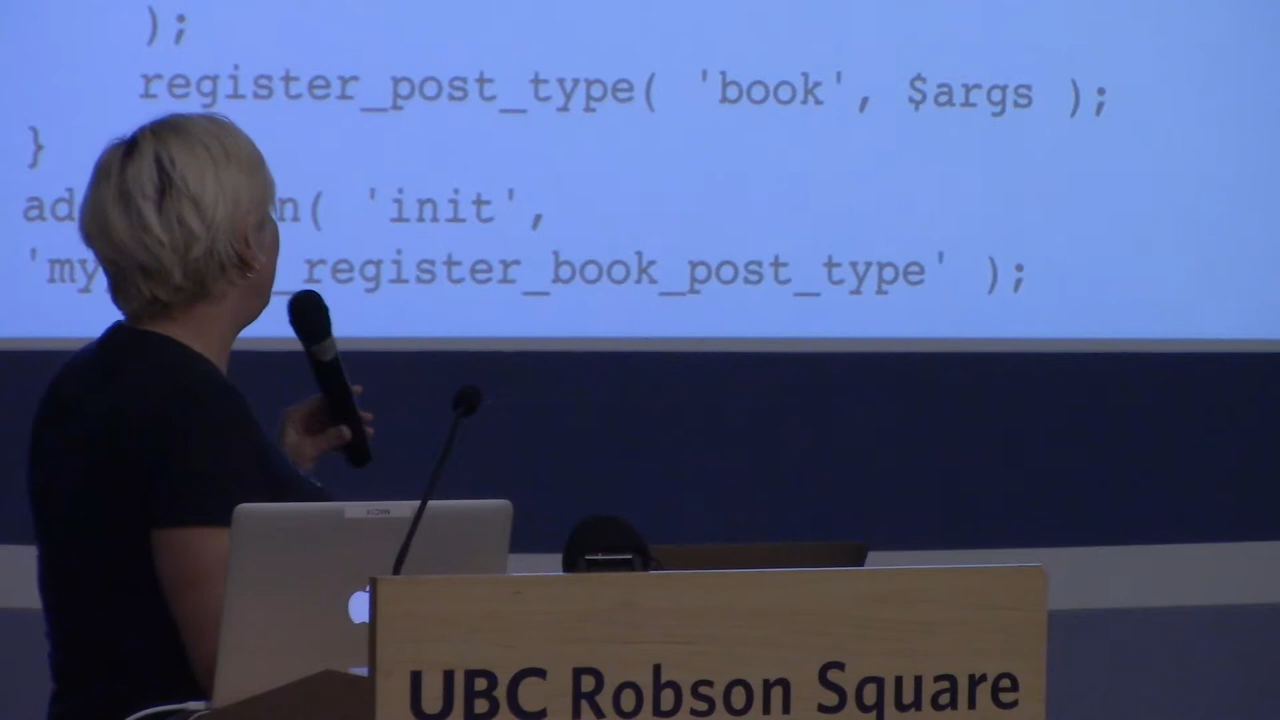 );
register_post_type( 'book', $args );
}
ad n( 'init',
'my _register_book_post_type' );
UBC Robson Square